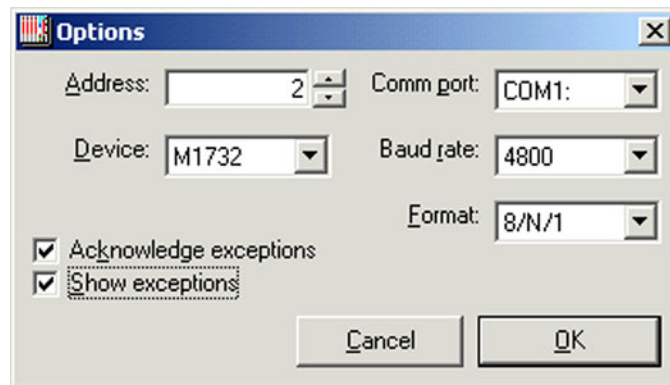 Options
Address: 2 Comm port: COM1:
Device: M1732 Baud rate: 4800
Format: 8/N/1
Acknowledge exceptions
Show exceptions
Cancel OK